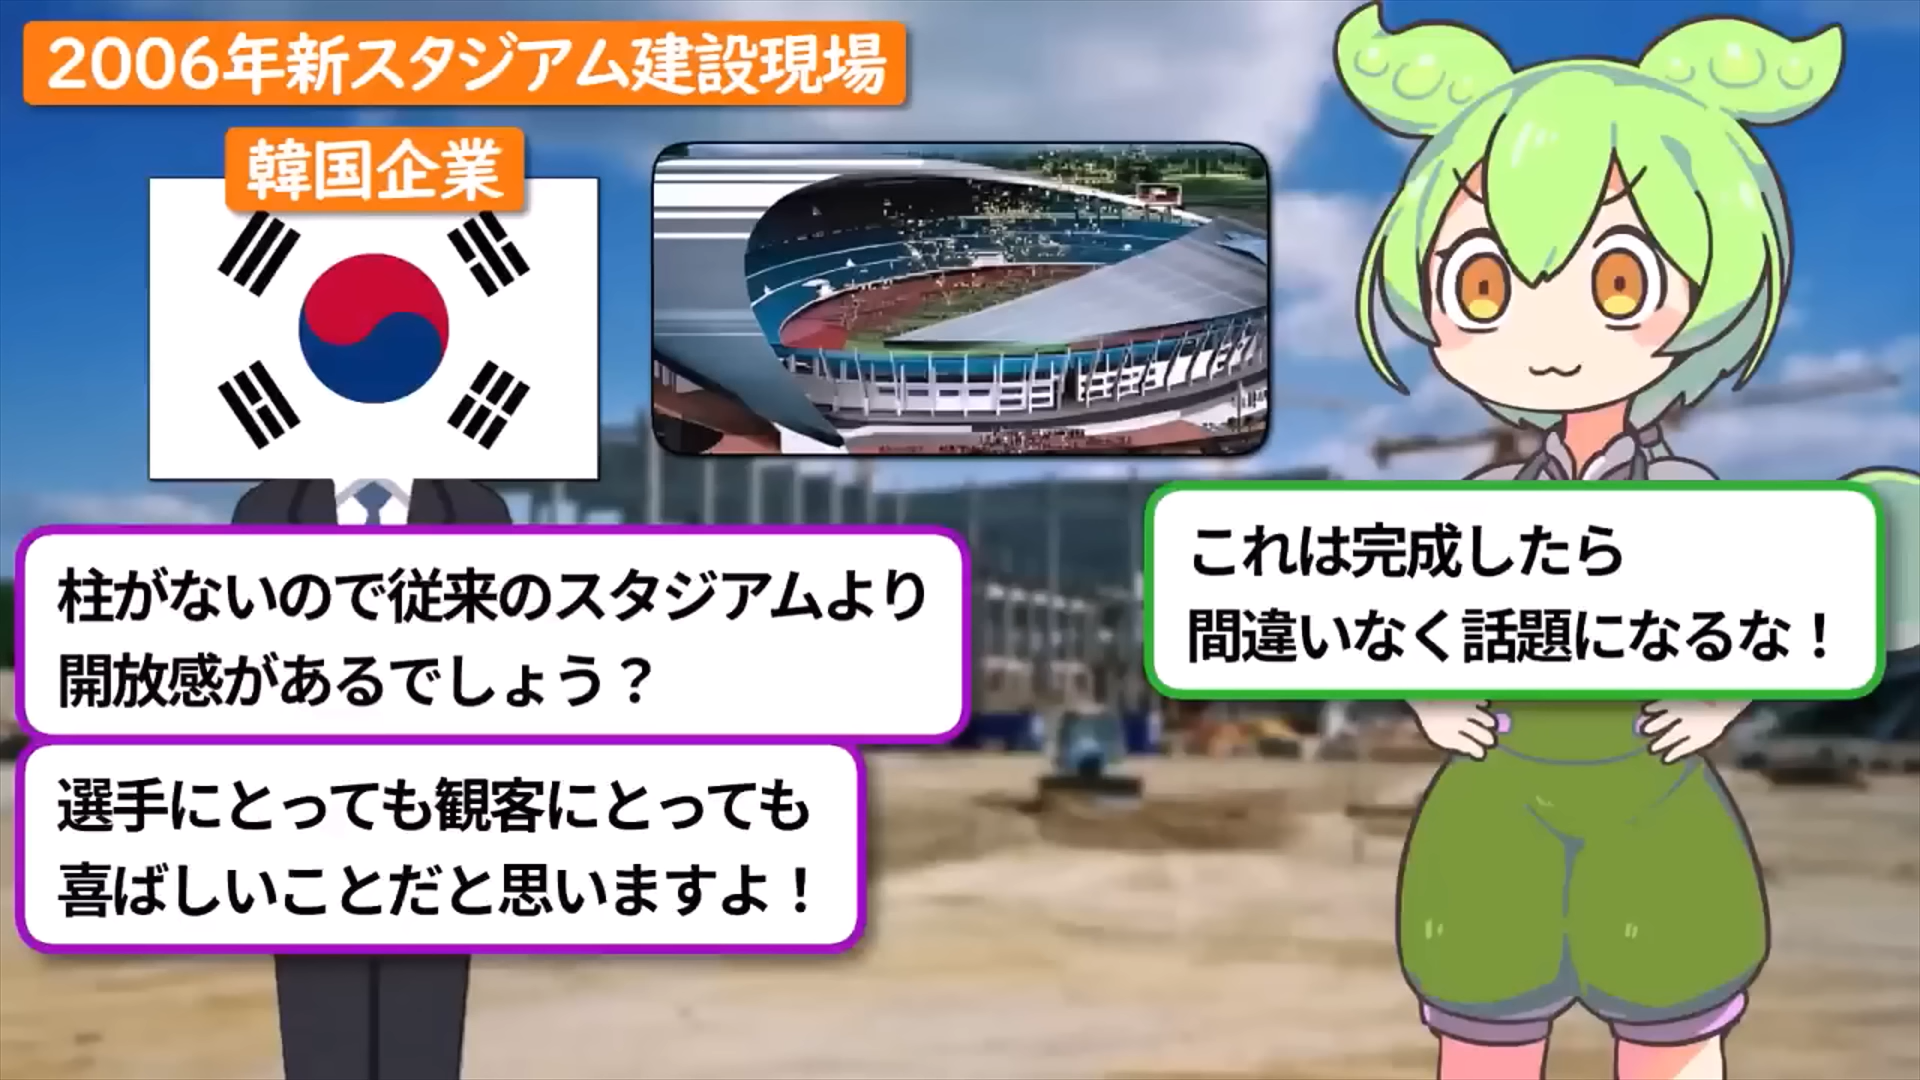 2006年新スタジアム建設現場
韓国企業
柱がないので従来のスタジアムより
開放感があるでしょう？
選手にとっても観客にとっても
喜ばしいことだと思いますよ！
これは完成したら
間違いなく話題になるな！